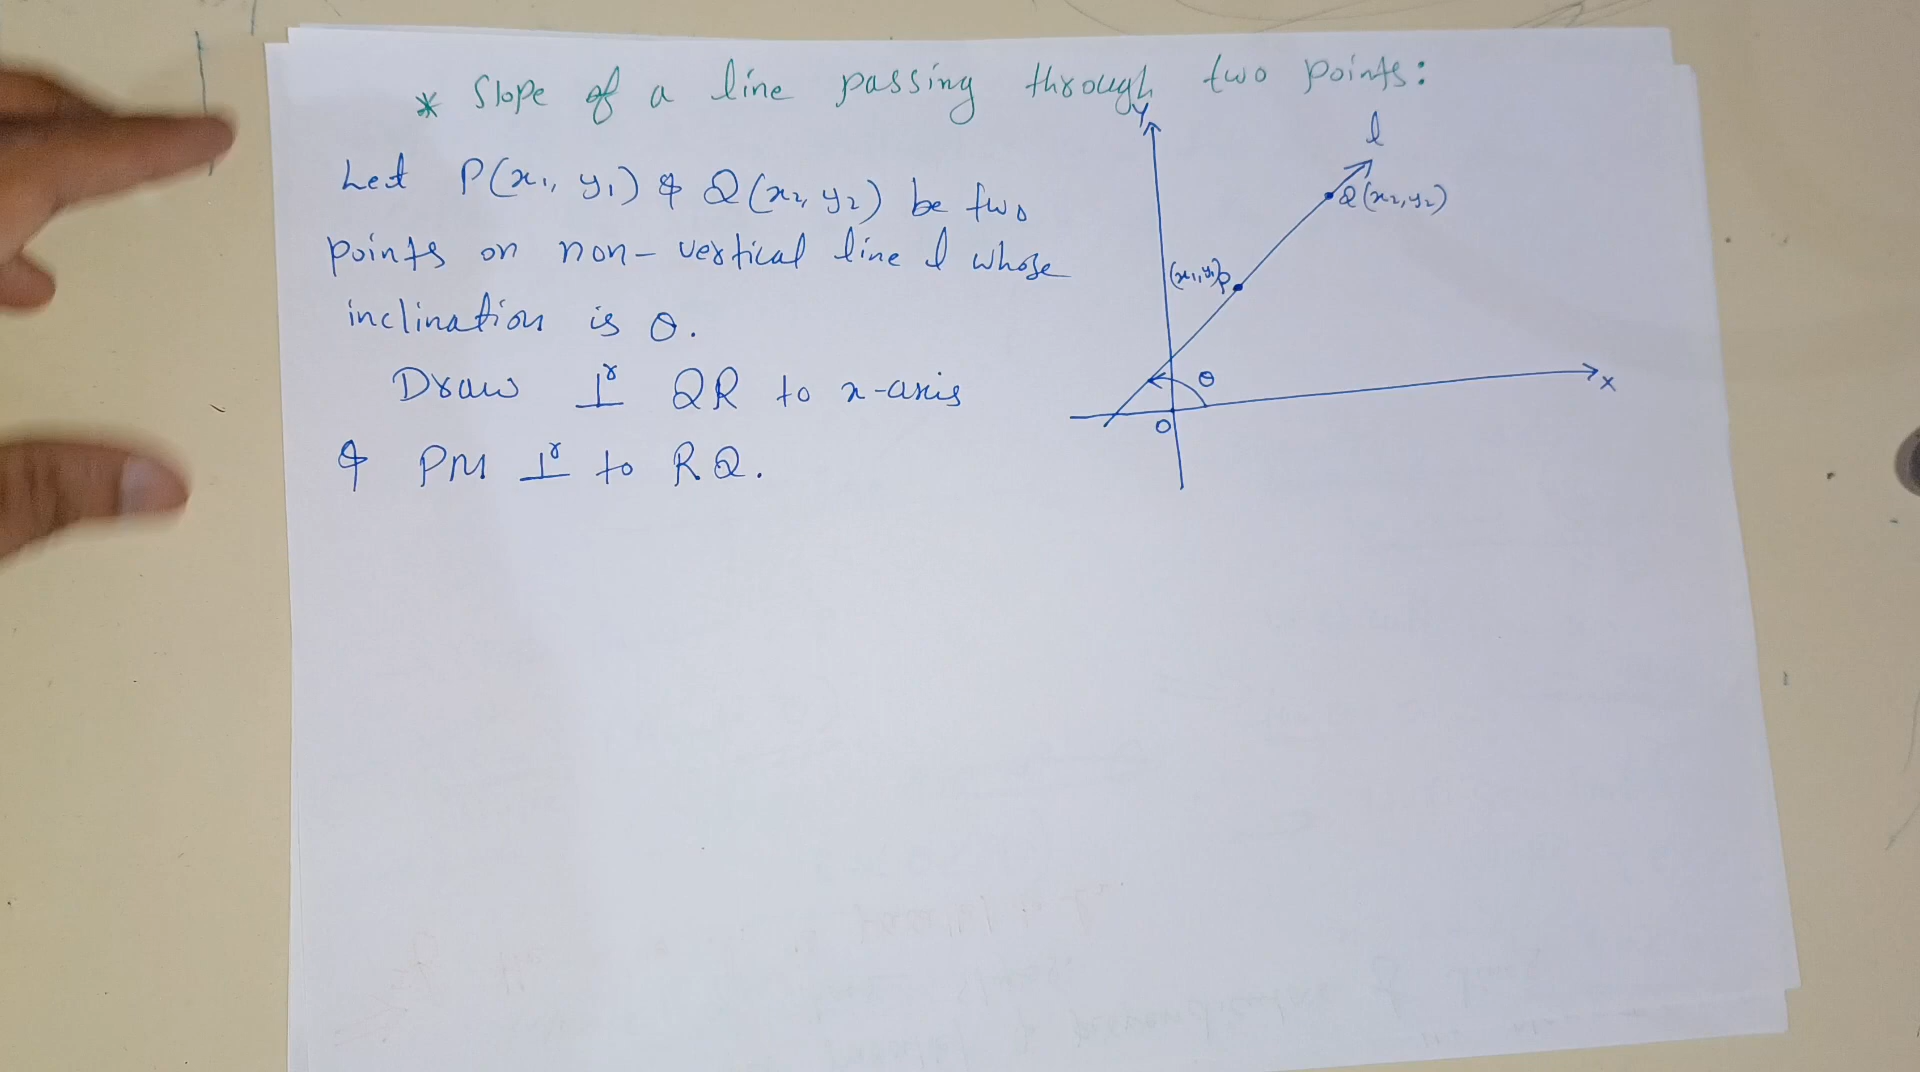 * Slope of a line passing through two points:
Let P(x₁, y₁) & Q(x₂, y₂) be two
points on non-vertical line l whose
inclination is θ.
Draw ⊥ʳ QR to x-axis
& PM ⊥ʳ to RQ.
Y
l
Q(x₂,y₂)
(x₁,y₁)P
θ
X
O